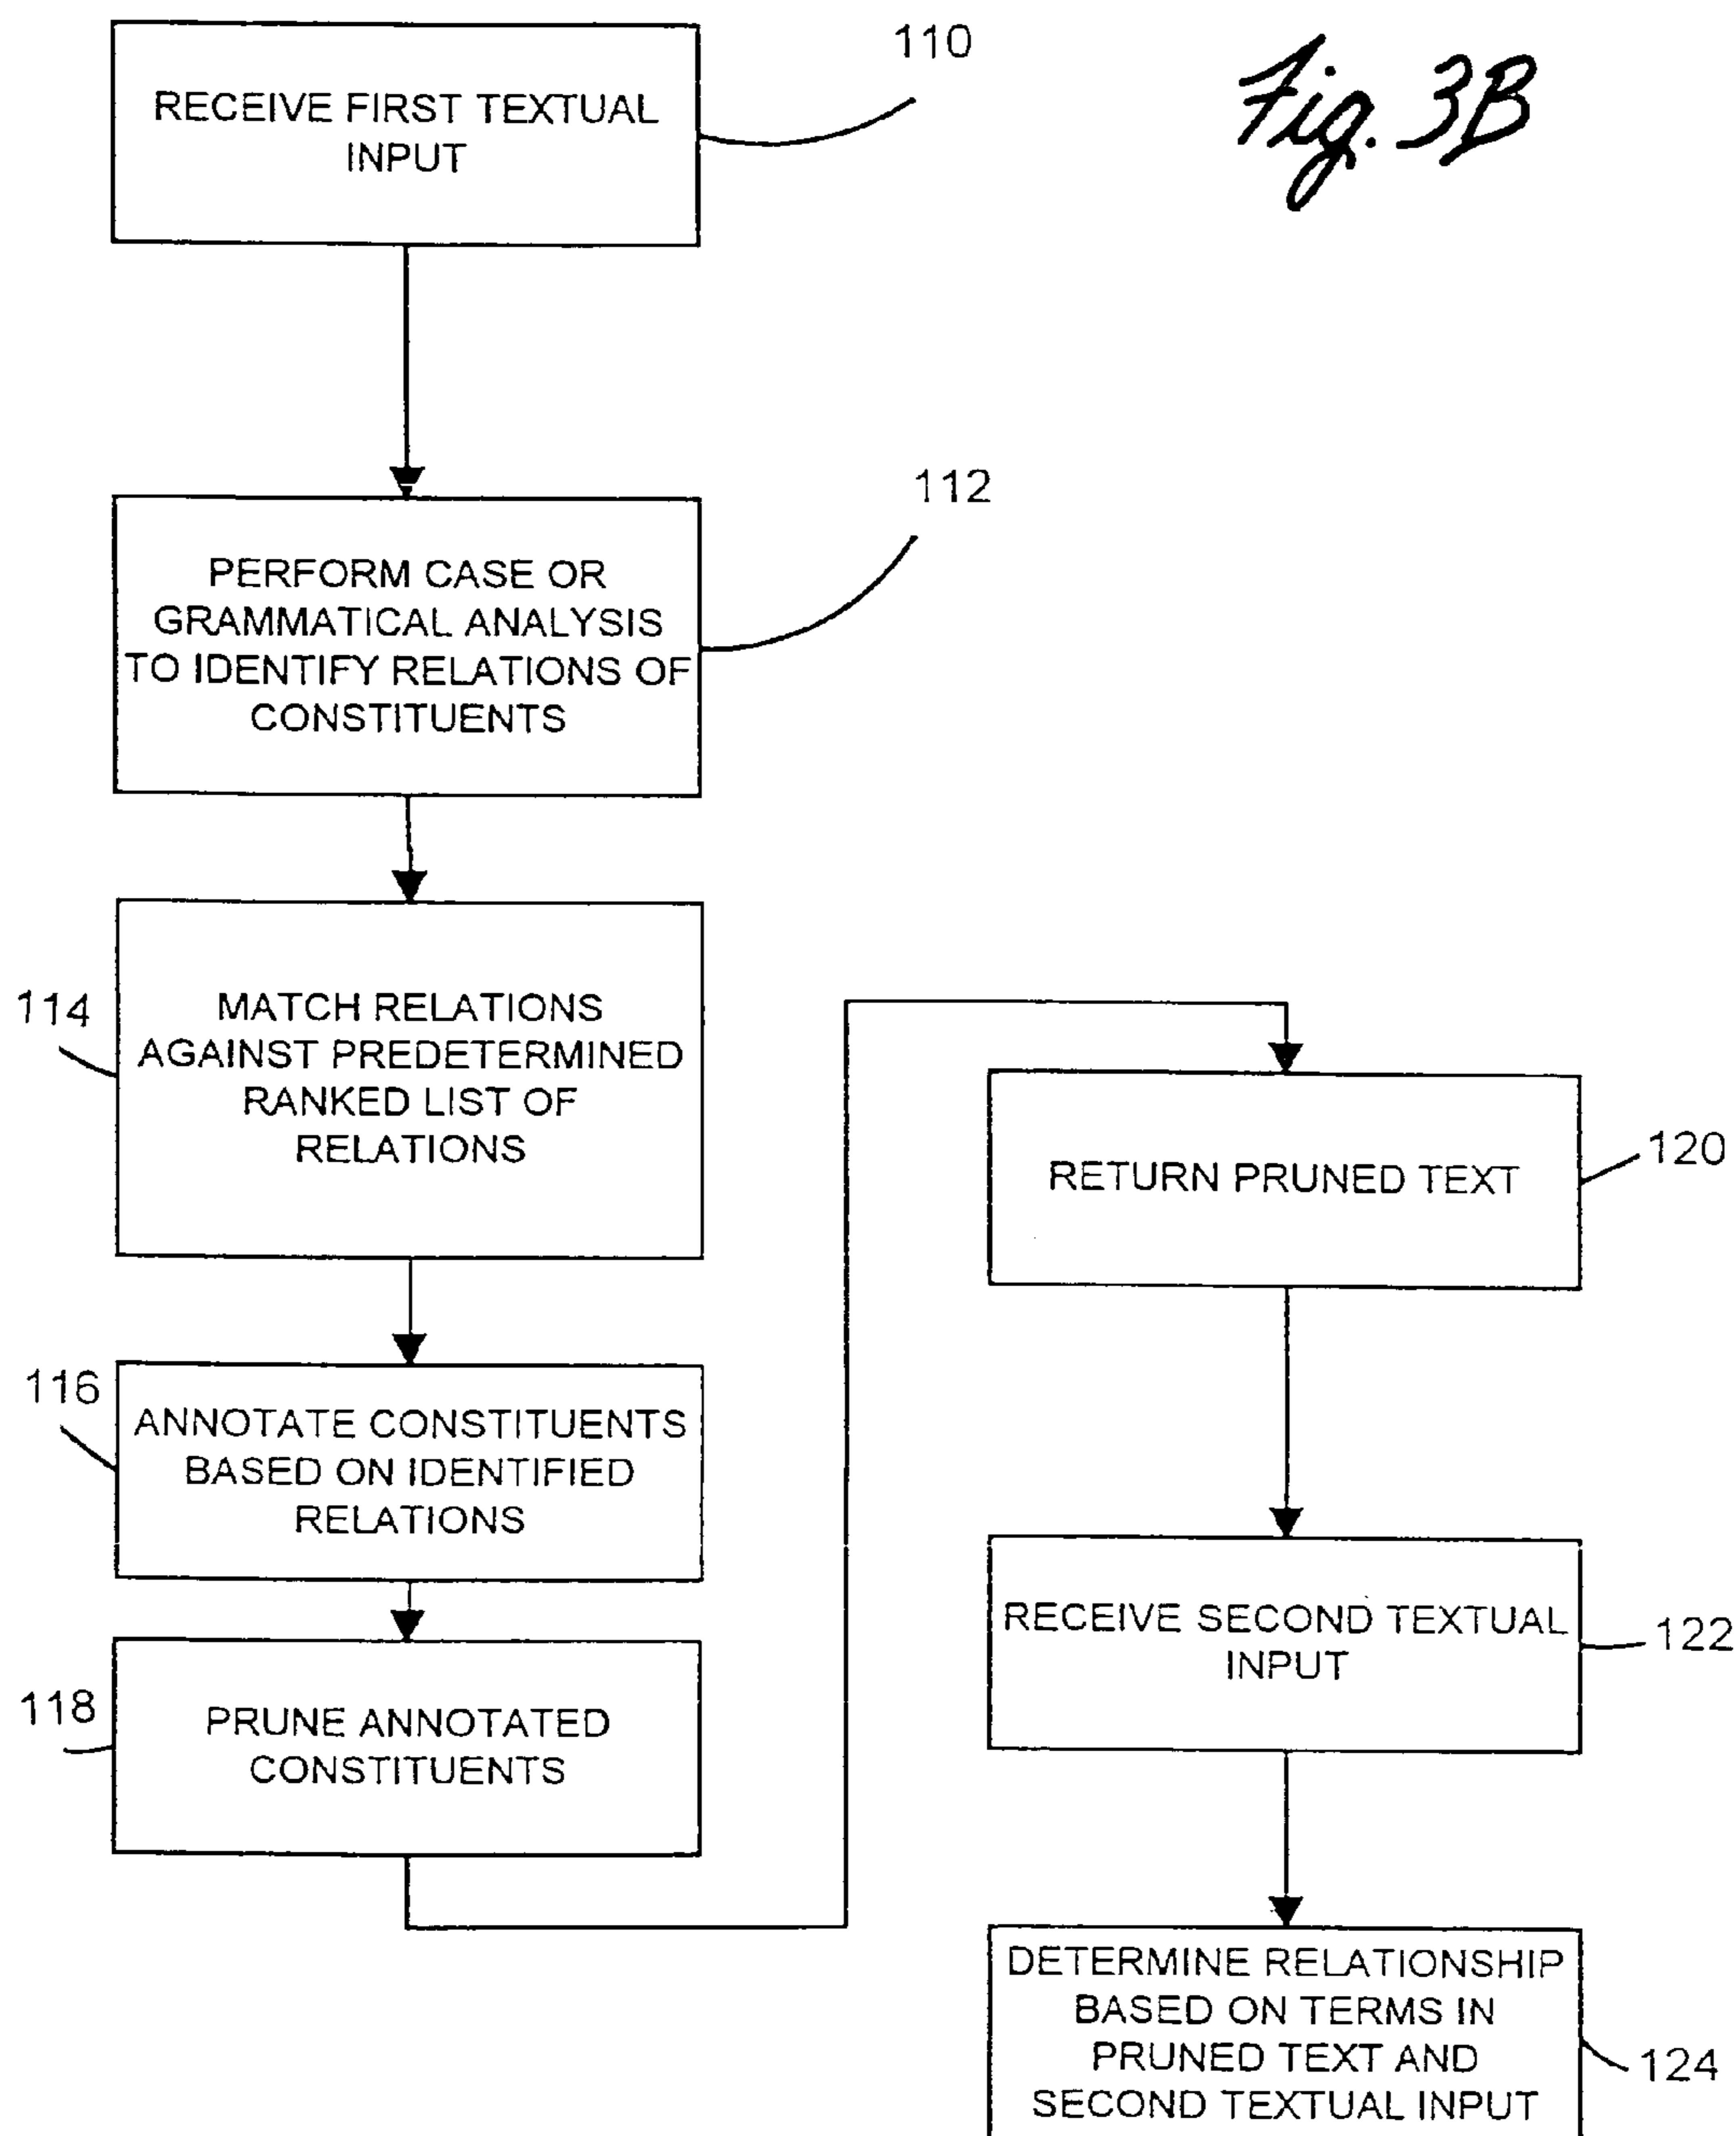 110
Fig. 3B
RECEIVE FIRST TEXTUAL
INPUT
112
PERFORM CASE OR
GRAMMATICAL ANALYSIS
TO IDENTIFY RELATIONS OF
CONSTITUENTS
114
MATCH RELATIONS
AGAINST PREDETERMINED
RANKED LIST OF
RELATIONS
116
ANNOTATE CONSTITUENTS
BASED ON IDENTIFIED
RELATIONS
118
PRUNE ANNOTATED
CONSTITUENTS
120
RETURN PRUNED TEXT
RECEIVE SECOND TEXTUAL
INPUT
122
DETERMINE RELATIONSHIP
BASED ON TERMS IN
PRUNED TEXT AND
SECOND TEXTUAL INPUT
124